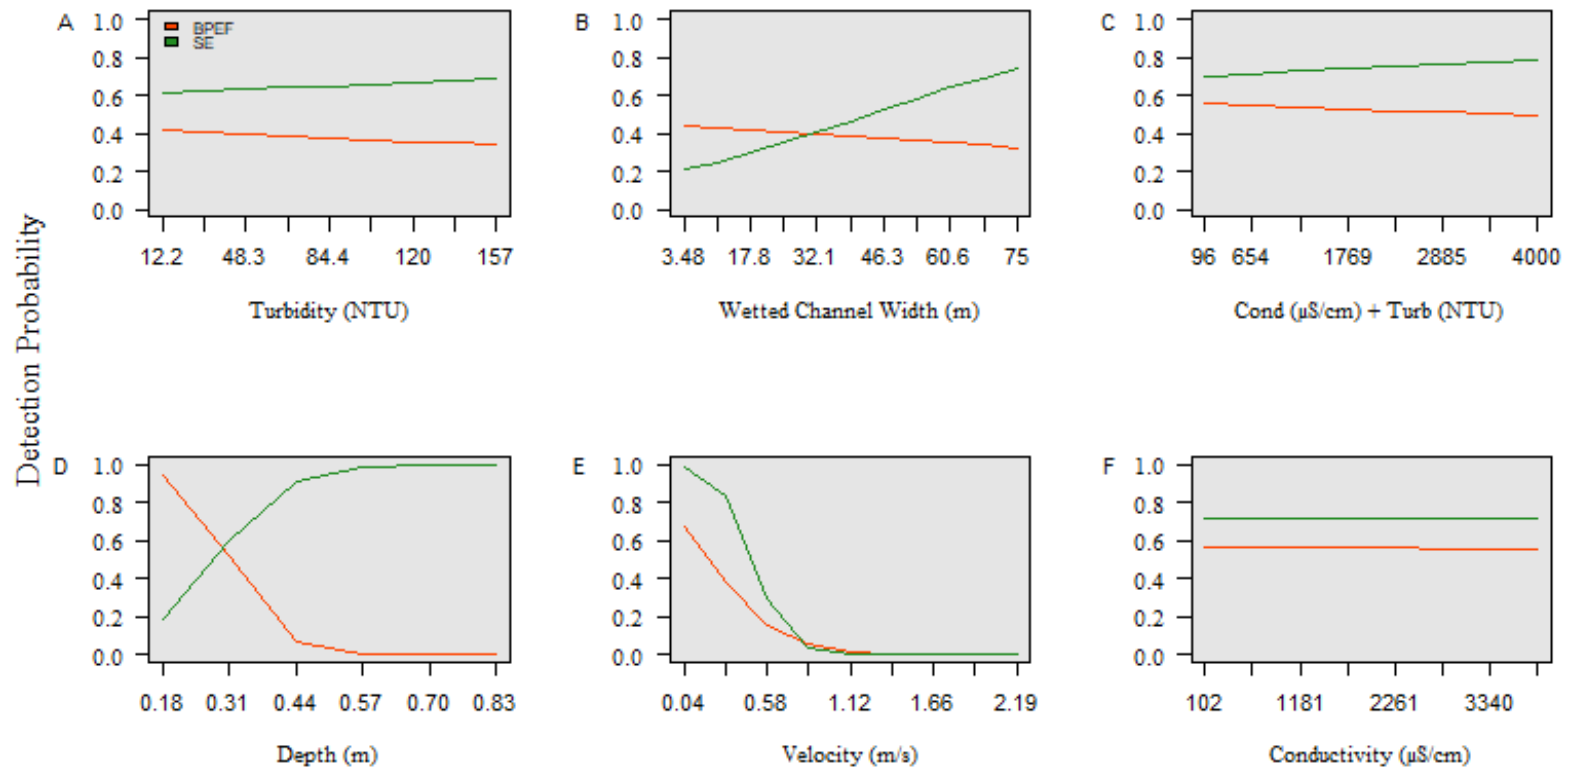 A
1.0
0.8
0.6
0.4
0.2
0.0
BPEF
SE
12.2 48.3 84.4 120 157
Turbidity (NTU)
B
1.0
0.8
0.6
0.4
0.2
0.0
3.48 17.8 32.1 46.3 60.6 75
Wetted Channel Width (m)
C
1.0
0.8
0.6
0.4
0.2
0.0
96 654 1769 2885 4000
Cond (µS/cm) + Turb (NTU)
Detection Probability
D
1.0
0.8
0.6
0.4
0.2
0.0
0.18 0.31 0.44 0.57 0.70 0.83
Depth (m)
E
1.0
0.8
0.6
0.4
0.2
0.0
0.04 0.58 1.12 1.66 2.19
Velocity (m/s)
F
1.0
0.8
0.6
0.4
0.2
0.0
102 1181 2261 3340
Conductivity (µS/cm)